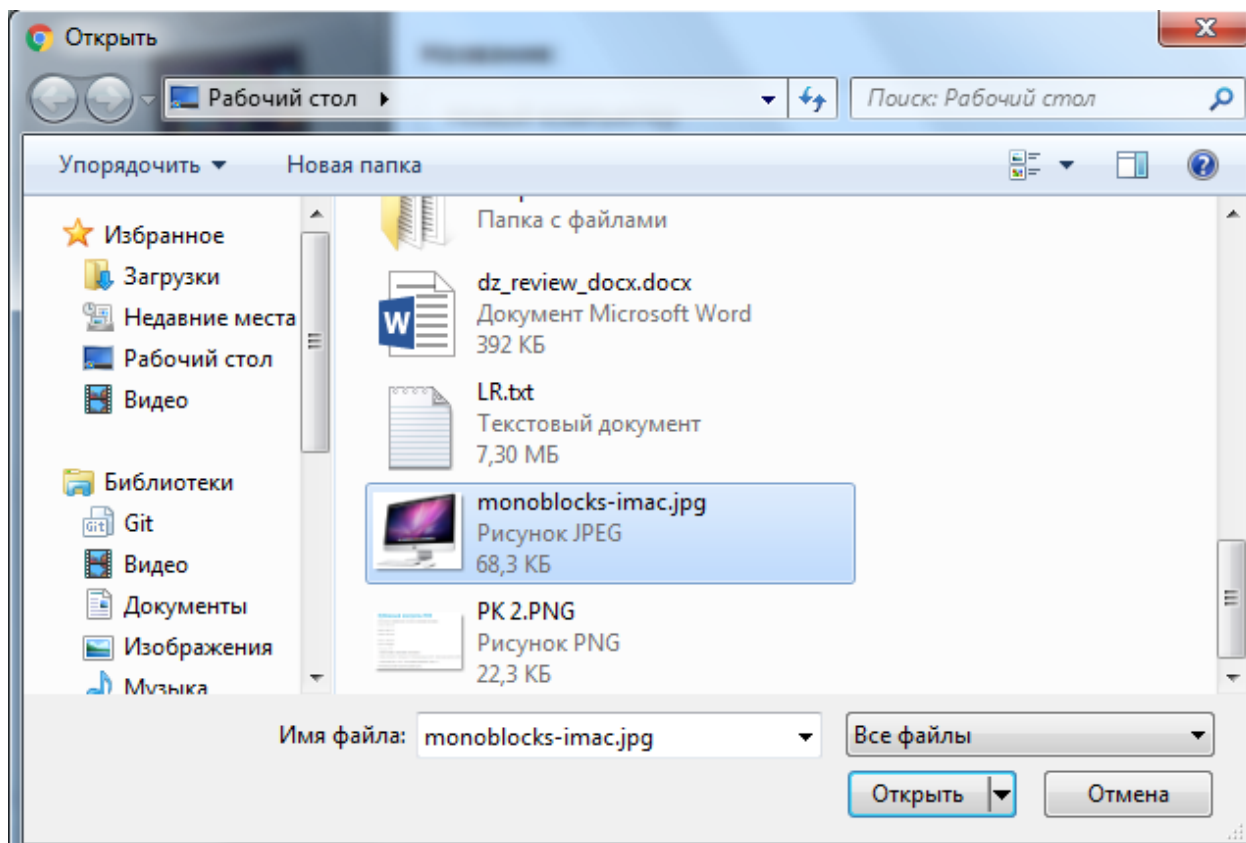 Открыть
Рабочий стол
Поиск: Рабочий стол
Упорядочить
Новая папка
Избранное
Загрузки
Недавние места
Рабочий стол
Видео
Библиотеки
Git
Git
Видео
Документы
Изображения
Музыка
Папка с файлами
dz_review_docx.docx
Документ Microsoft Word
392 КБ
LR.txt
Текстовый документ
7,30 МБ
monoblocks-imac.jpg
Рисунок JPEG
68,3 КБ
PK 2.PNG
Рисунок PNG
22,3 КБ
Имя файла: monoblocks-imac.jpg
Все файлы
Открыть
Отмена